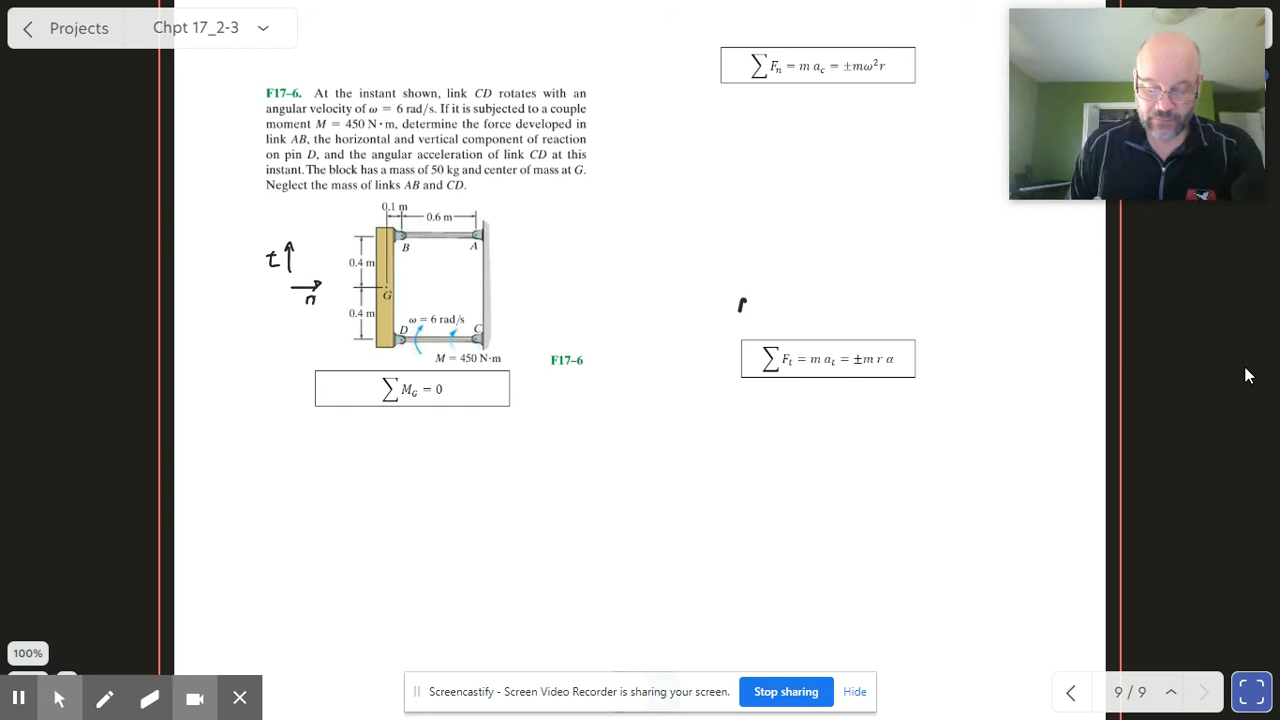 Projects
Chpt 17_2-3
∑ Fₙ = m a꜀ = ±mω²r
F17–6. At the instant shown, link CD rotates with an
angular velocity of ω = 6 rad/s. If it is subjected to a couple
moment M = 450 N·m, determine the force developed in
link AB, the horizontal and vertical component of reaction
on pin D, and the angular acceleration of link CD at this
instant. The block has a mass of 50 kg and center of mass at G.
Neglect the mass of links AB and CD.
0.1 m
0.6 m
B
A
t
0.4 m
n
G
0.4 m
ω = 6 rad/s
D
C
M = 450 N·m
F17–6
∑ M_G = 0
∑ Fₜ = m aₜ = ±m r α
100%
Screencastify - Screen Video Recorder is sharing your screen.
Stop sharing
Hide
9 / 9